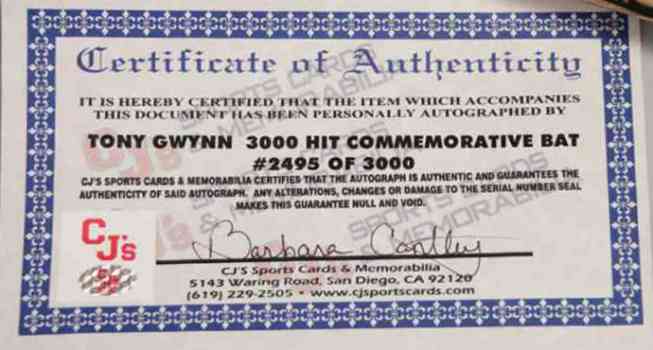 Certificate of Authenticity
IT IS HEREBY CERTIFIED THAT THE ITEM WHICH ACCOMPANIES
THIS DOCUMENT HAS BEEN PERSONALLY AUTOGRAPHED BY
TONY GWYNN 3000 HIT COMMEMORATIVE BAT
#2495 OF 3000
CJ'S SPORTS CARDS & MEMORABILIA CERTIFIES THAT THE AUTOGRAPH IS AUTHENTIC AND GUARANTEES THE
AUTHENTICITY OF SAID AUTOGRAPH. ANY ALTERATIONS, CHANGES OR DAMAGE TO THE SERIAL NUMBER SEAL
MAKES THIS GUARANTEE NULL AND VOID.
CJ'S
Barbara
CJ'S Sports Cards & Memorabilia
5143 Waring Road, San Diego, CA 92120
(619) 229-2505 • www.cjsportscards.com